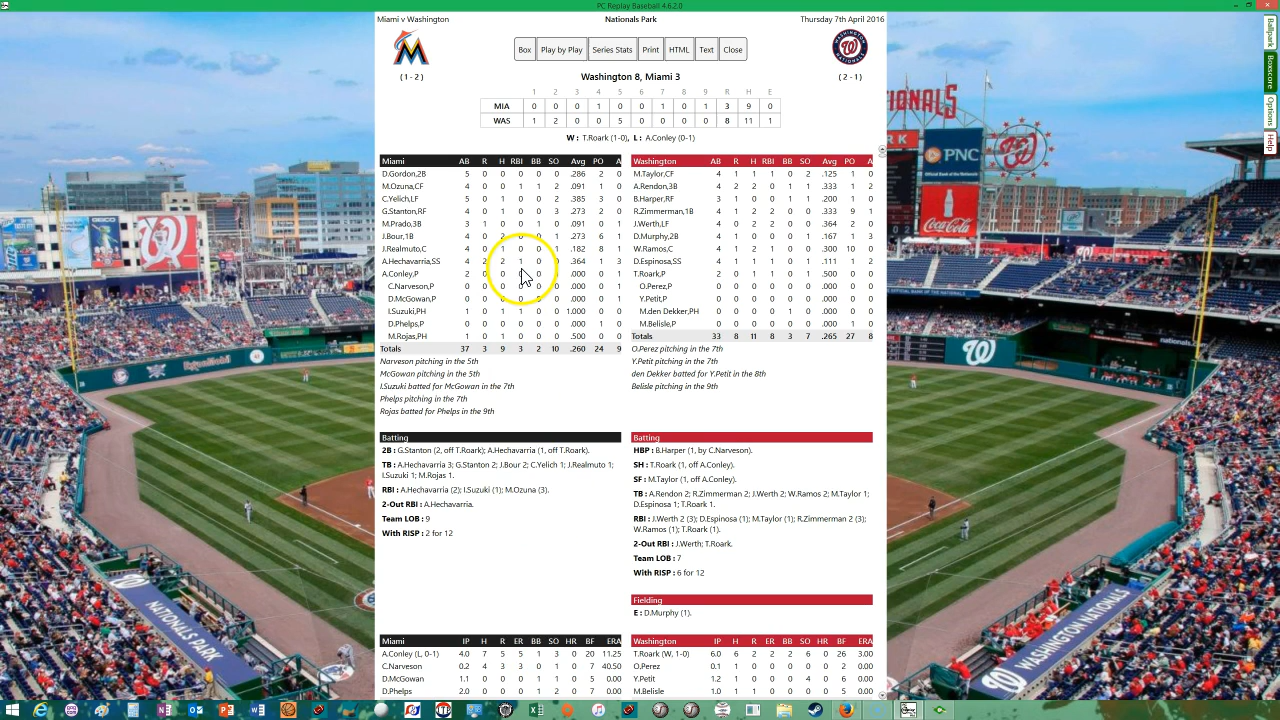 PC Replay Baseball 4.6.2.0
Miami v Washington
Nationals Park
Thursday 7th April 2016
Box Play by Play Series Stats Print HTML Text Close
( 1 - 2 ) Washington 8, Miami 3 ( 2 - 1 )
1 2 3 4 5 6 7 8 9 R H E
MIA 0 0 0 1 0 0 1 0 1 3 9 0
WAS 1 2 0 0 5 0 0 0 8 11 1
W : T.Roark (1-0), L : A.Conley (0-1)
Miami AB R H RBI BB SO Avg PO A
D.Gordon,2B 5 0 0 0 0 0 .286 2 1
M.Ozuna,CF 4 0 0 1 1 2 .091 1 0
C.Yelich,LF 5 0 1 0 0 2 .385 3 0
G.Stanton,RF 4 0 1 0 0 2 .273 2 0
M.Prado,3B 3 1 0 0 1 0 .091 0 1
J.Bour,1B 4 0 2 0 0 1 .273 6 1
J.Realmuto,C 4 0 1 0 0 1 .182 8 1
A.Hechavarria,SS 4 2 2 1 0 .364 1 3
A.Conley,P 2 0 0 0 0 .000 0 1
C.Narveson,P 0 0 0 0 0 0 .000 0 0
D.McGowan,P 0 0 0 0 0 .000 0 0
I.Suzuki,PH 1 0 1 1 0 0 1.000 0 0
D.Phelps,P 0 0 0 0 0 0 .000 1 0
M.Rojas,PH 1 0 1 0 0 0 .500 0 0
Totals 37 3 9 3 2 10 .260 24 9
Narveson pitching in the 5th
McGowan pitching in the 5th
I.Suzuki batted for McGowan in the 7th
Phelps pitching in the 7th
Rojas batted for Phelps in the 9th
Washington AB R H RBI BB SO Avg PO A
M.Taylor,CF 4 1 1 1 0 2 .125 1 0
A.Rendon,3B 4 2 2 0 1 1 .333 1 2
B.Harper,RF 3 1 0 0 1 1 .200 1 0
R.Zimmerman,1B 4 1 2 2 0 0 .333 9 1
J.Werth,LF 4 0 2 2 0 0 .364 2 0
D.Murphy,2B 4 1 0 0 0 1 .167 1 3
W.Ramos,C 4 1 2 1 0 0 .300 10 0
D.Espinosa,SS 4 1 1 1 0 1 .111 1 2
T.Roark,P 2 0 1 1 0 1 .500 0 0
O.Perez,P 0 0 0 0 0 0 .000 0 0
Y.Petit,P 0 0 0 0 0 0 .000 0 0
M.den Dekker,PH 0 0 0 0 1 0 .000 0 0
M.Belisle,P 0 0 0 0 0 0 .000 1 0
Totals 33 8 11 8 3 7 .265 27 8
O.Perez pitching in the 7th
Y.Petit pitching in the 7th
den Dekker batted for Y.Petit in the 8th
Belisle pitching in the 9th
Batting
2B : G.Stanton (2, off T.Roark); A.Hechavarria (1, off T.Roark).
TB : A.Hechavarria 3; G.Stanton 2; J.Bour 2; C.Yelich 1; J.Realmuto 1;
I.Suzuki 1; M.Rojas 1.
RBI : A.Hechavarria (2); I.Suzuki (1); M.Ozuna (3).
2-Out RBI : A.Hechavarria.
Team LOB : 9
With RISP : 2 for 12
Batting
HBP : B.Harper (1, by C.Narveson).
SH : T.Roark (1, off A.Conley).
SF : M.Taylor (1, off A.Conley).
TB : A.Rendon 2; R.Zimmerman 2; J.Werth 2; W.Ramos 2; M.Taylor 1;
D.Espinosa 1; T.Roark 1.
RBI : J.Werth 2 (3); D.Espinosa (1); M.Taylor (1); R.Zimmerman 2 (3);
W.Ramos (1); T.Roark (1).
2-Out RBI : J.Werth; T.Roark.
Team LOB : 7
With RISP : 6 for 12
Fielding
E : D.Murphy (1).
Miami IP H R ER BB SO HR BF ERA
A.Conley (L, 0-1) 4.0 7 5 5 1 3 0 20 11.25
C.Narveson 0.2 4 3 3 0 1 0 7 40.50
D.McGowan 1.1 0 0 0 1 1 0 5 0.00
D.Phelps 2.0 0 0 0 1 2 0 7 0.00
Washington IP H R ER BB SO HR BF ERA
T.Roark (W, 1-0) 6.0 6 2 2 2 6 0 26 3.00
O.Perez 0.1 1 0 0 0 0 0 2 0.00
Y.Petit 1.2 1 0 0 0 4 0 6 0.00
M.Belisle 1.0 1 1 0 0 0 0 5 0.00
Ballpark
Boxscore
Options
Help
PNC
Coca-Cola
GEICO
WASHINGTON NATIONALS